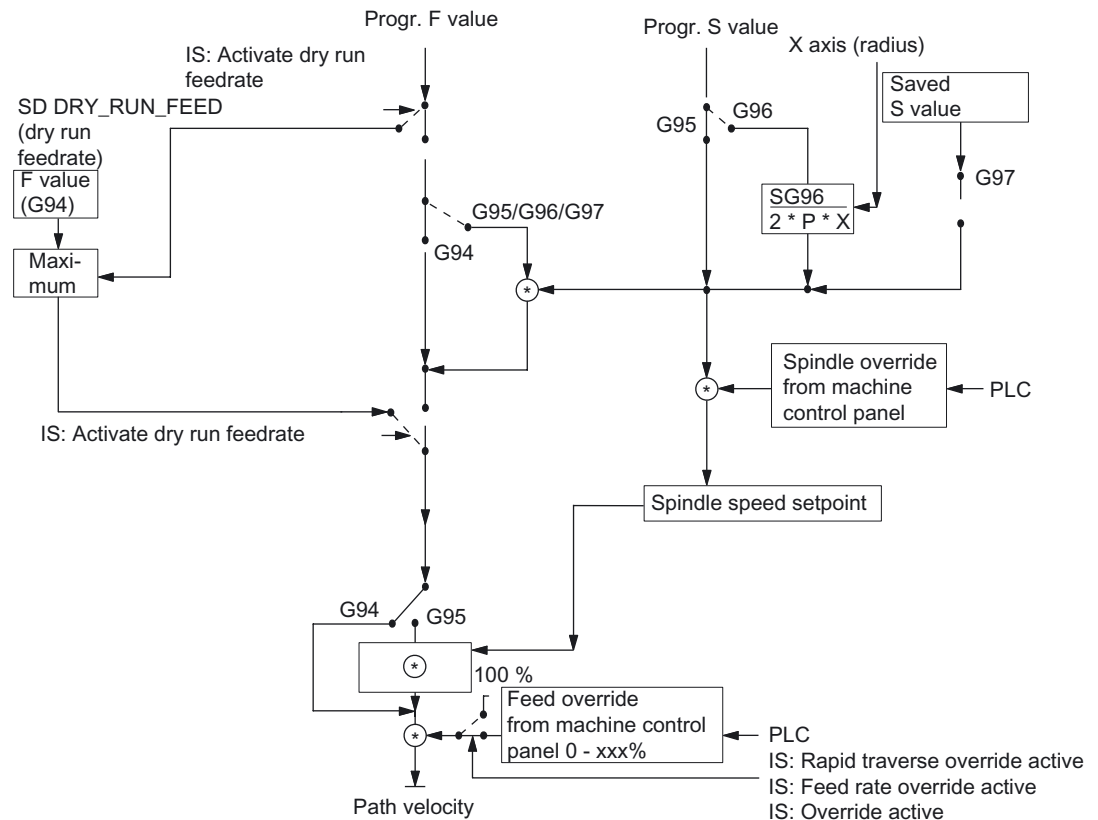 Progr. F value
Progr. S value
X axis (radius)
IS: Activate dry run
feedrate
SD DRY_RUN_FEED
(dry run
feedrate)
F value
(G94)
Maxi-
mum
Saved
S value
G96
G95
G97
SG96
2 * P * X
G95/G96/G97
G94
*
Spindle override
from machine
control panel
PLC
*
IS: Activate dry run feedrate
Spindle speed setpoint
G94
G95
*
100 %
Feed override
from machine control
panel 0 - xxx%
*
PLC
IS: Rapid traverse override active
IS: Feed rate override active
IS: Override active
Path velocity